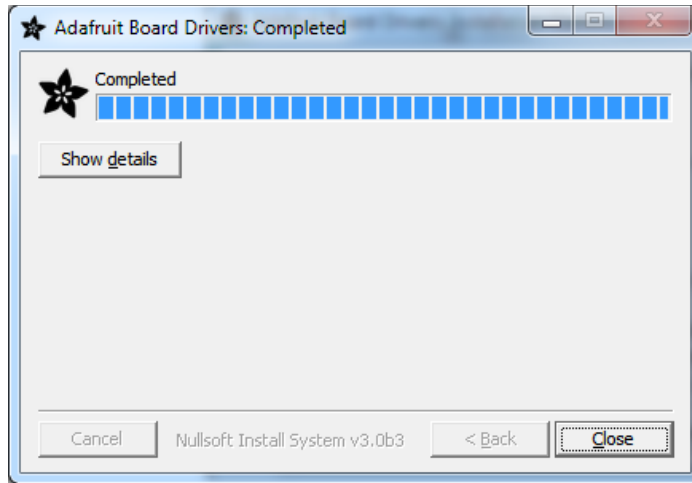 Adafruit Board Drivers: Completed
Completed
Show details
Cancel
Nullsoft Install System v3.0b3
< Back
Close